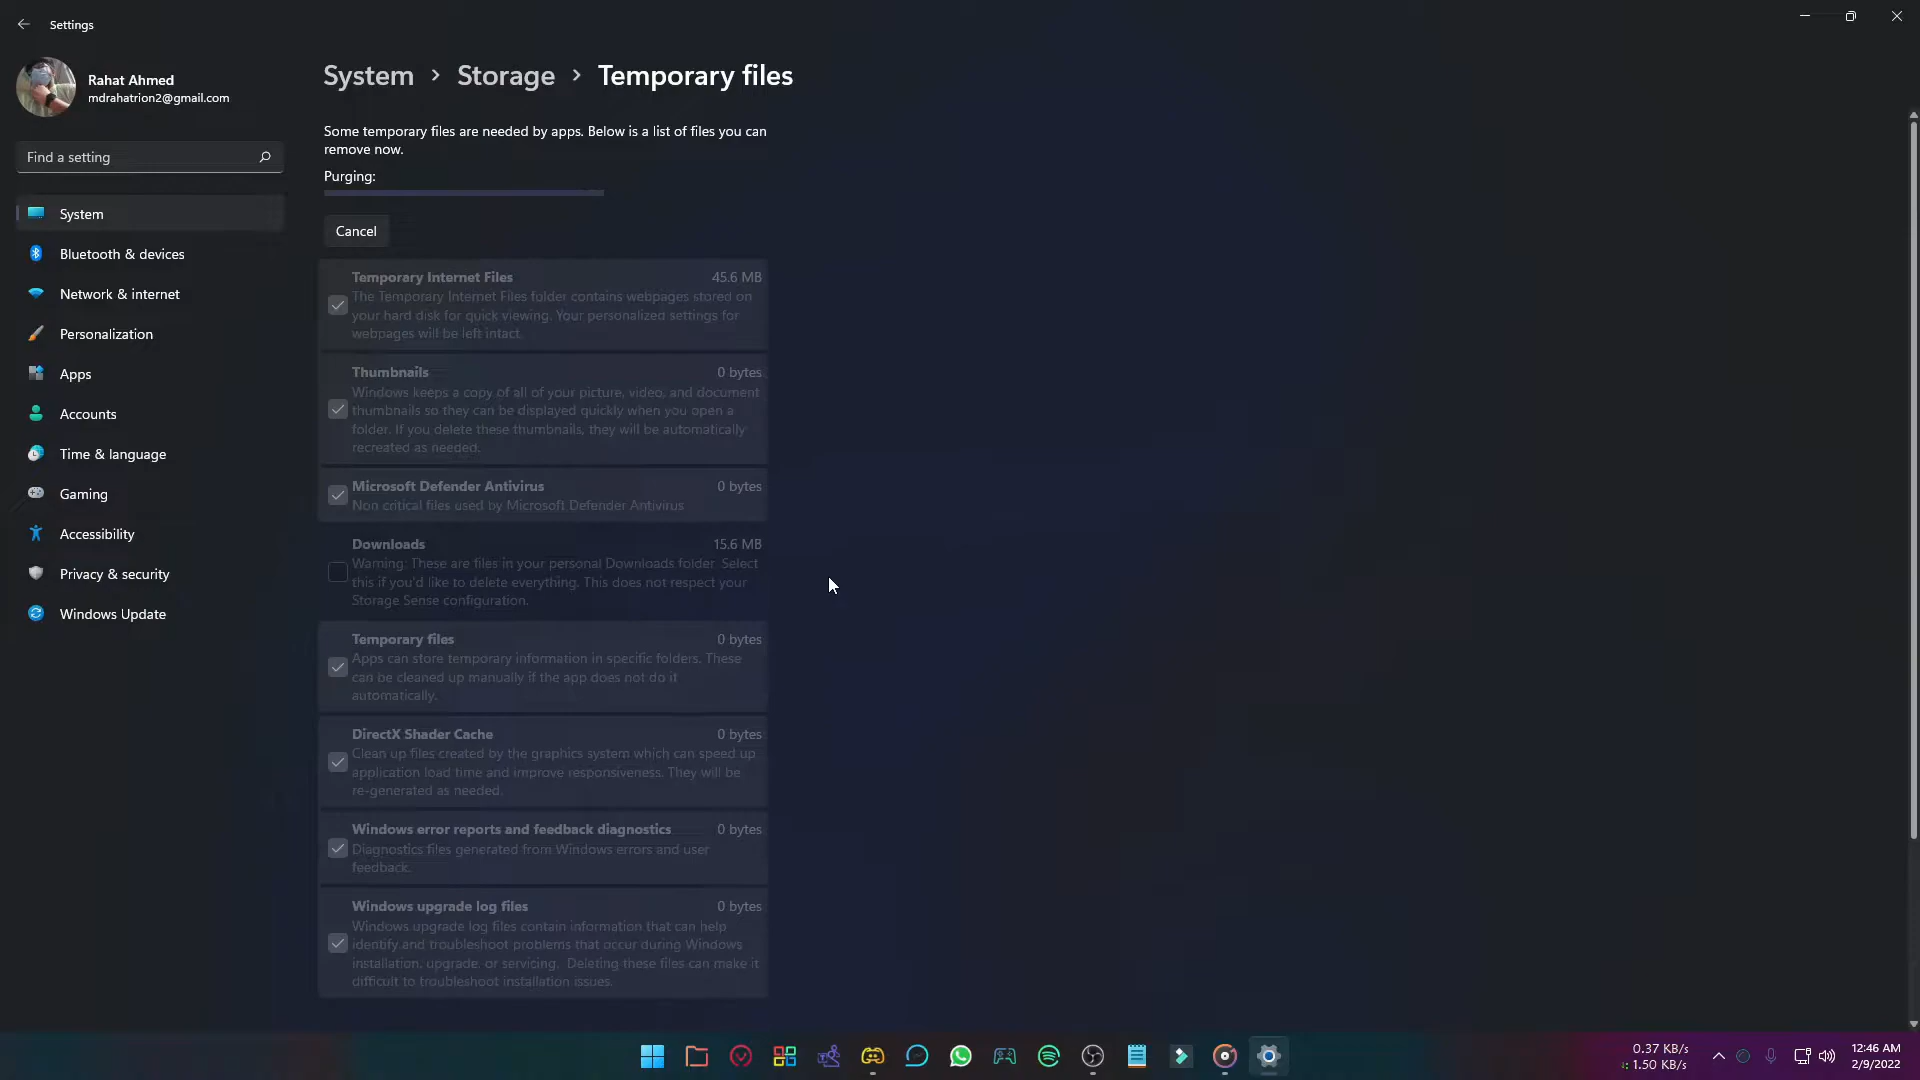 Settings
Rahat Ahmed
mdrahatrion2@gmail.com
Find a setting
System
Bluetooth & devices
Network & internet
Personalization
Apps
Accounts
Time & language
Gaming
Accessibility
Privacy & security
Windows Update
System > Storage > Temporary files
Some temporary files are needed by apps. Below is a list of files you can
remove now.
Purging:
Cancel
Temporary Internet Files 45.6 MB
The Temporary Internet Files folder contains webpages stored on
your hard disk for quick viewing. Your personalized settings for
webpages will be left intact.
Thumbnails 0 bytes
Windows keeps a copy of all of your picture, video, and document
thumbnails so they can be displayed quickly when you open a
folder. If you delete these thumbnails, they will be automatically
recreated as needed.
Microsoft Defender Antivirus 0 bytes
Non critical files used by Microsoft Defender Antivirus
Downloads 15.6 MB
Warning: These are files in your personal Downloads folder. Select
this if you'd like to delete everything. This does not respect your
Storage Sense configuration.
Temporary files 0 bytes
Apps can store temporary information in specific folders. These
can be cleaned up manually if the app does not do it
automatically.
DirectX Shader Cache 0 bytes
Clean up files created by the graphics system which can speed up
application load time and improve responsiveness. They will be
re-generated as needed.
Windows error reports and feedback diagnostics 0 bytes
Diagnostics files generated from Windows errors and user
feedback.
Windows upgrade log files 0 bytes
Windows upgrade log files contain information that can help
identify and troubleshoot problems that occur during Windows
installation, upgrade, or servicing. Deleting these files can make it
difficult to troubleshoot installation issues.
0.37 KB/s
1.50 KB/s
12:46 AM
2/9/2022